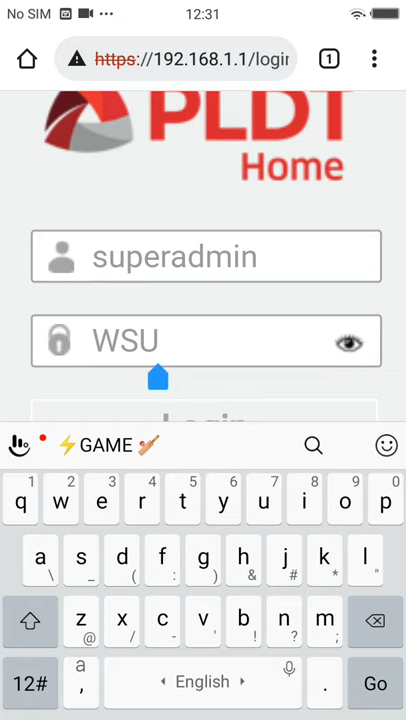 No SIM 12:31
https://192.168.1.1/login 1
PLDT
Home
superadmin
WSU
Login
GAME
1 2 3 4 5 6 7 8 9 0
q w e r t y u i o p
a s d f g h j k l
\ _ ( : ) & # * "
z x c v b n m
@ / - ' ! ? ;
12# a , English . Go